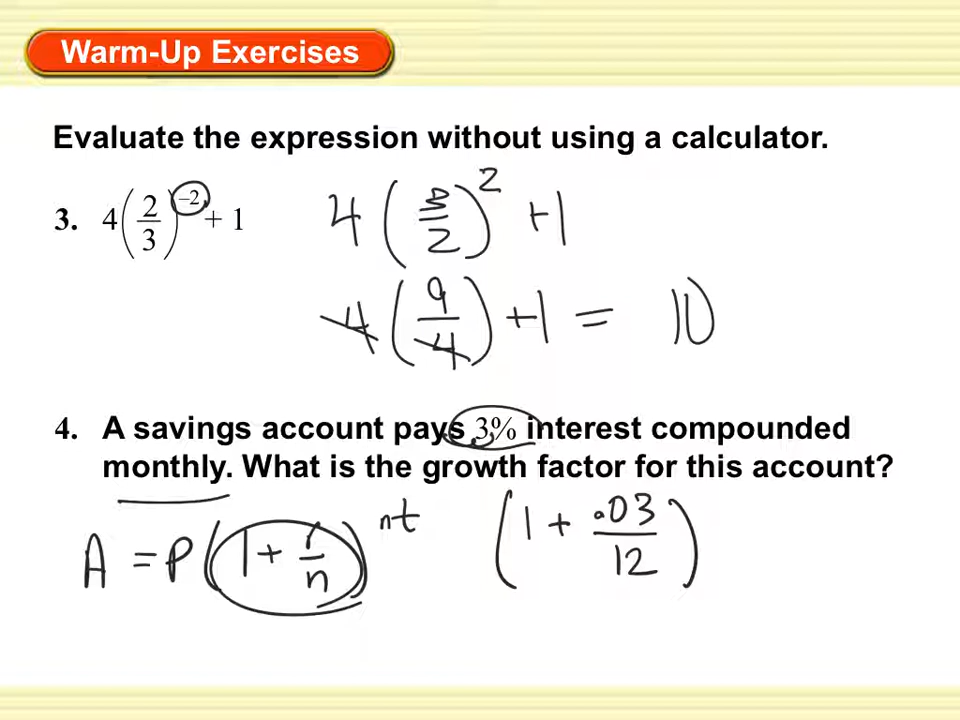 Warm-Up Exercises
Evaluate the expression without using a calculator.
3. 4(2/3)^–2 + 1
4(3/2)^2 +1
4(9/4) +1 = 10
4. A savings account pays 3% interest compounded
monthly. What is the growth factor for this account?
A = P(1+ r/n)^nt (1 + .03/12)